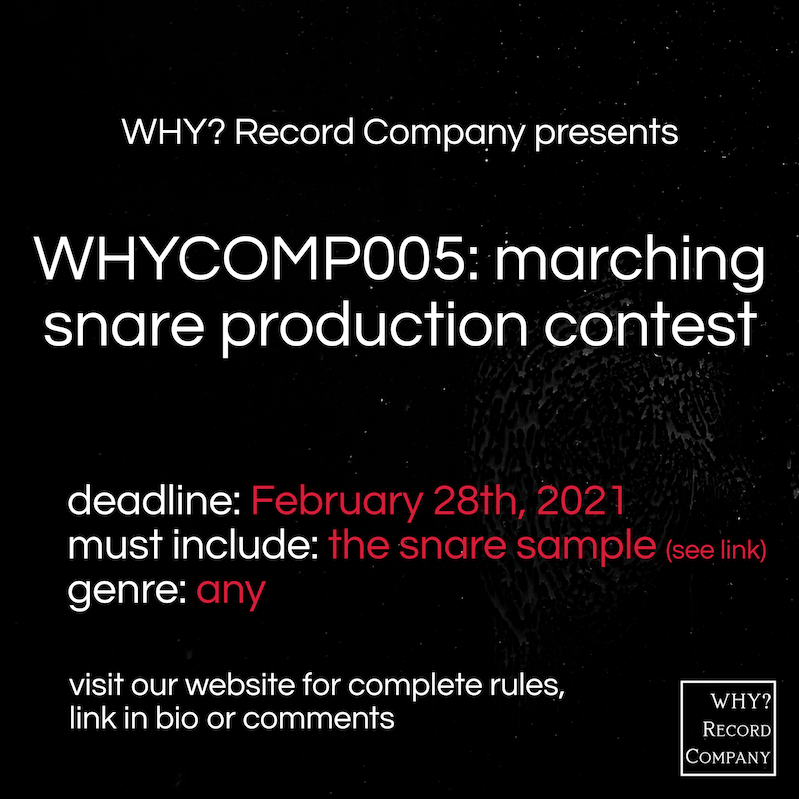 WHY? Record Company presents
WHYCOMP005: marching
snare production contest
deadline: February 28th, 2021
must include: the snare sample (see link)
genre: any
visit our website for complete rules,
link in bio or comments
WHY?
RECORD
COMPANY